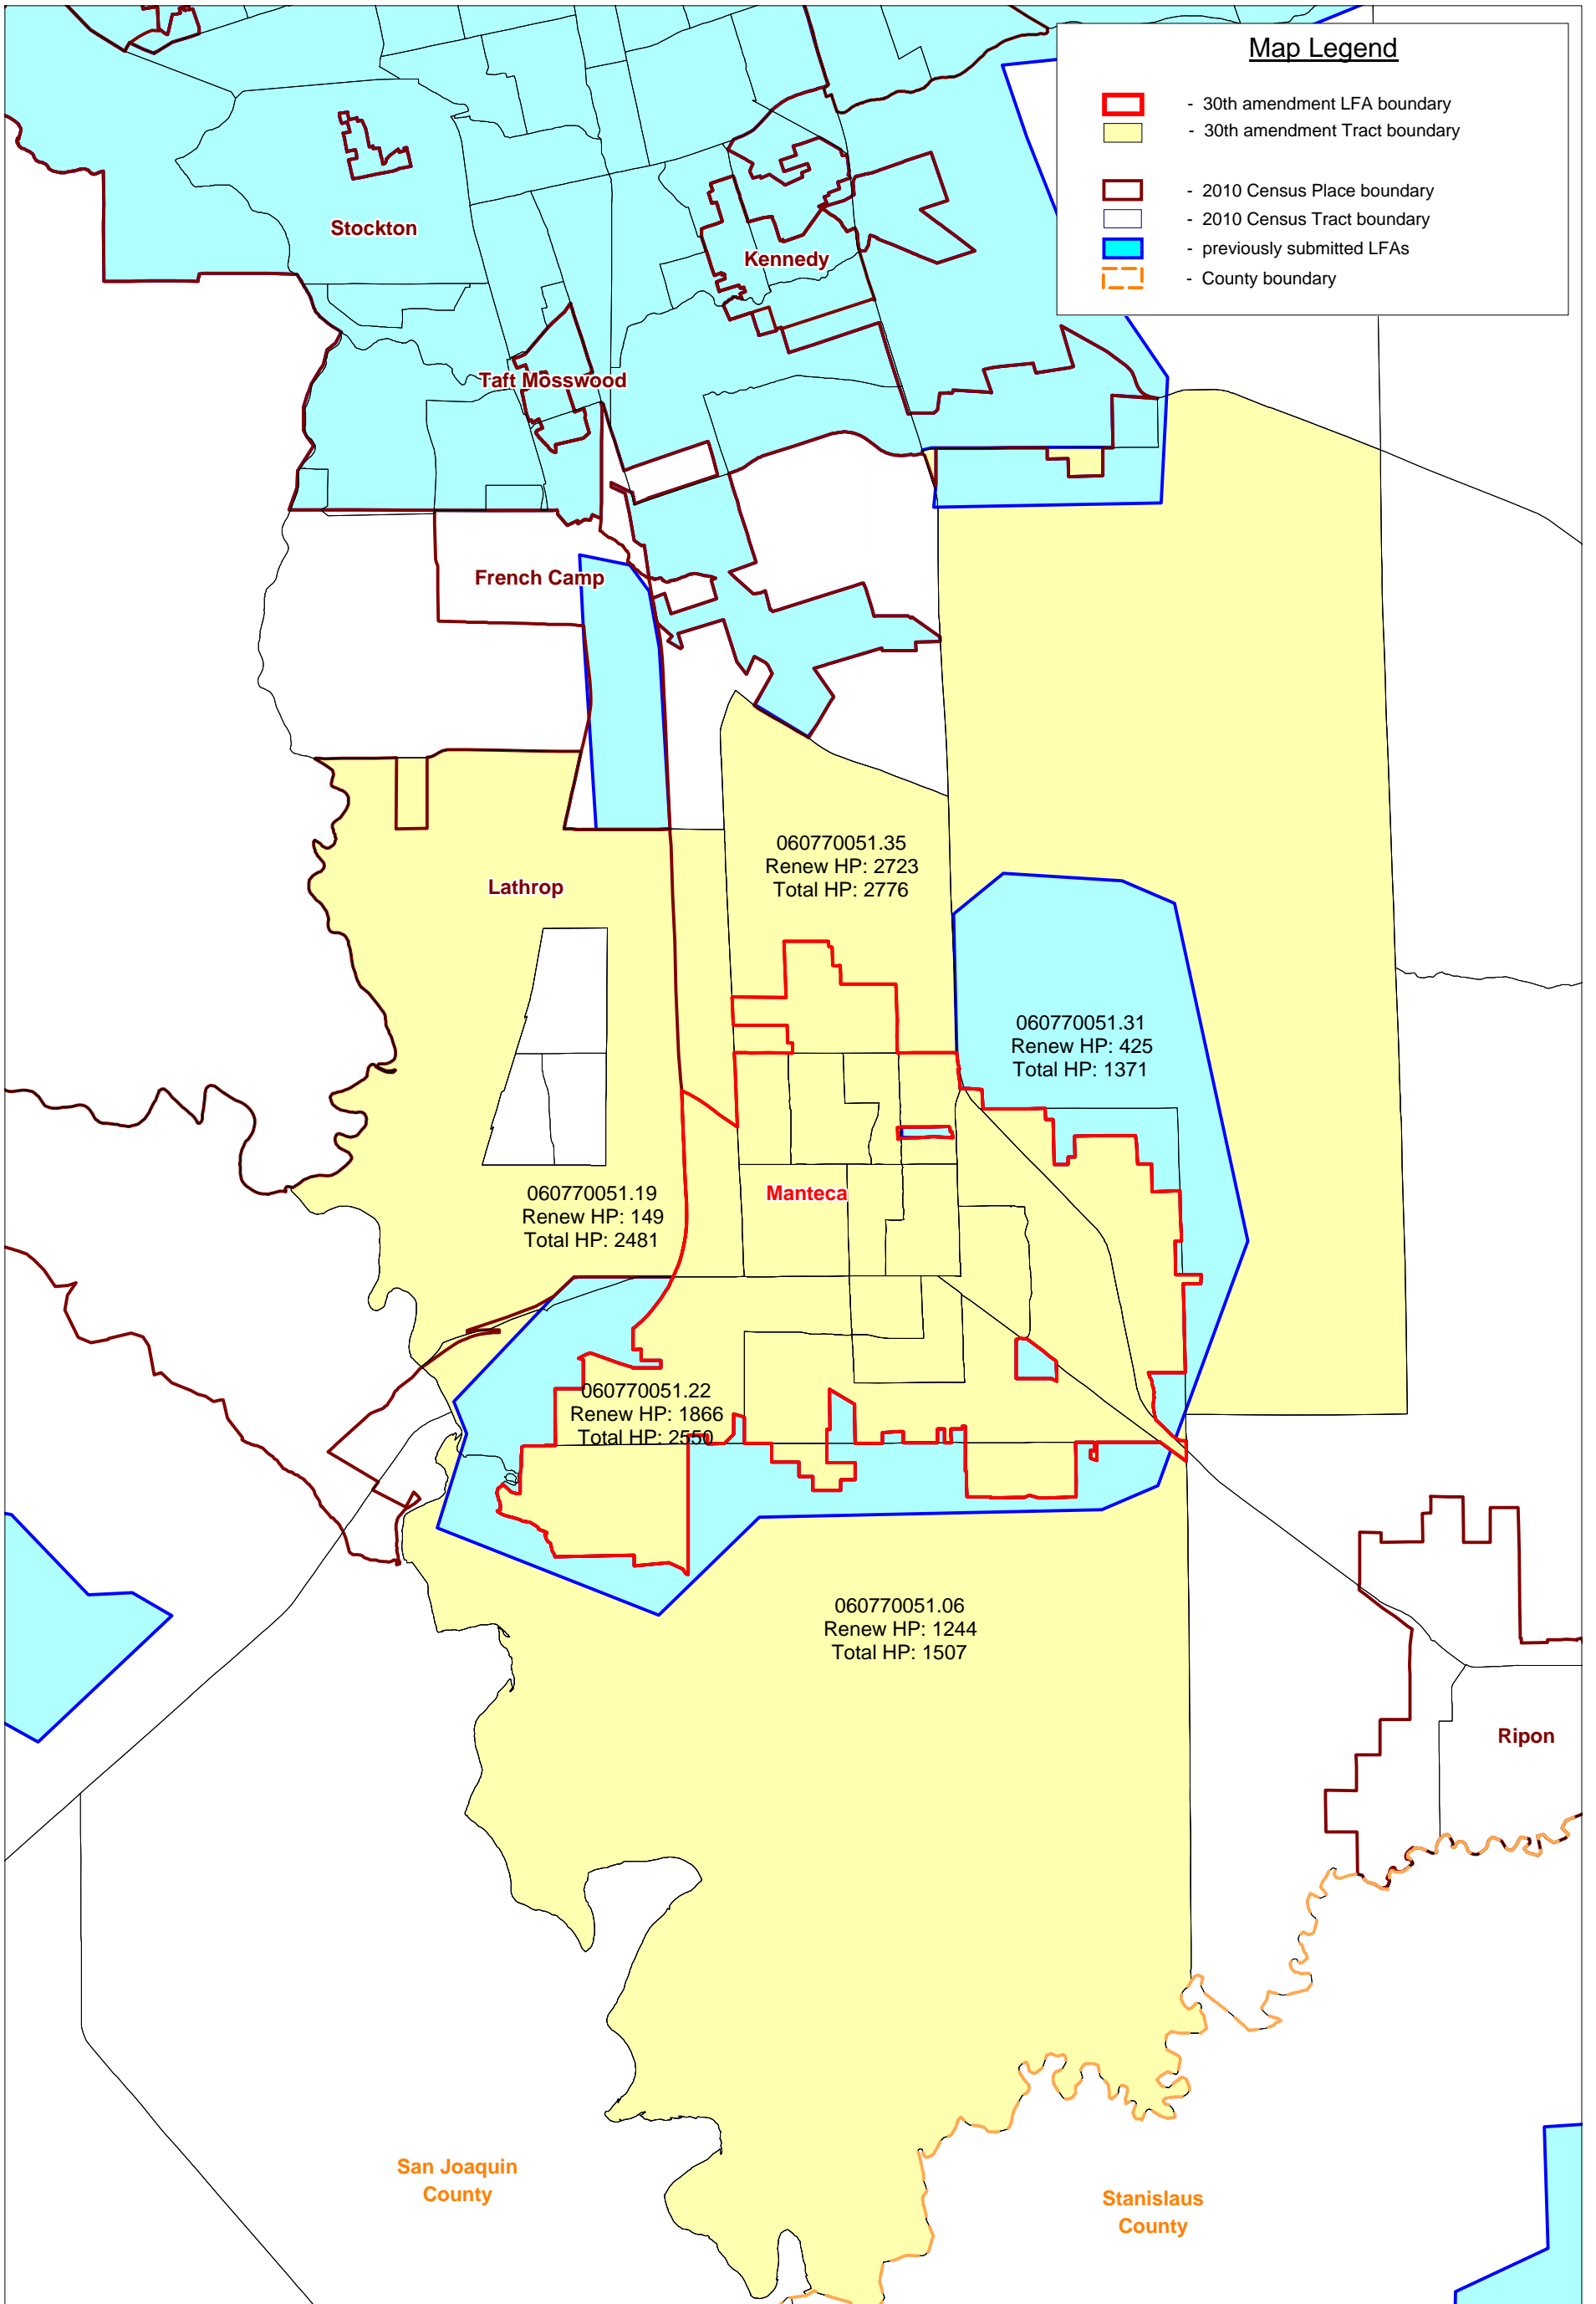 Map Legend
- 30th amendment LFA boundary
- 30th amendment Tract boundary
- 2010 Census Place boundary
- 2010 Census Tract boundary
- previously submitted LFAs
- County boundary
Stockton
Kennedy
Taft Mosswood
French Camp
060770051.35
Renew HP: 2723
Total HP: 2776
Lathrop
060770051.31
Renew HP: 425
Total HP: 1371
060770051.19
Renew HP: 149
Total HP: 2481
Manteca
060770051.22
Renew HP: 1866
Total HP: 2550
060770051.06
Renew HP: 1244
Total HP: 1507
Ripon
San Joaquin
County
Stanislaus
County